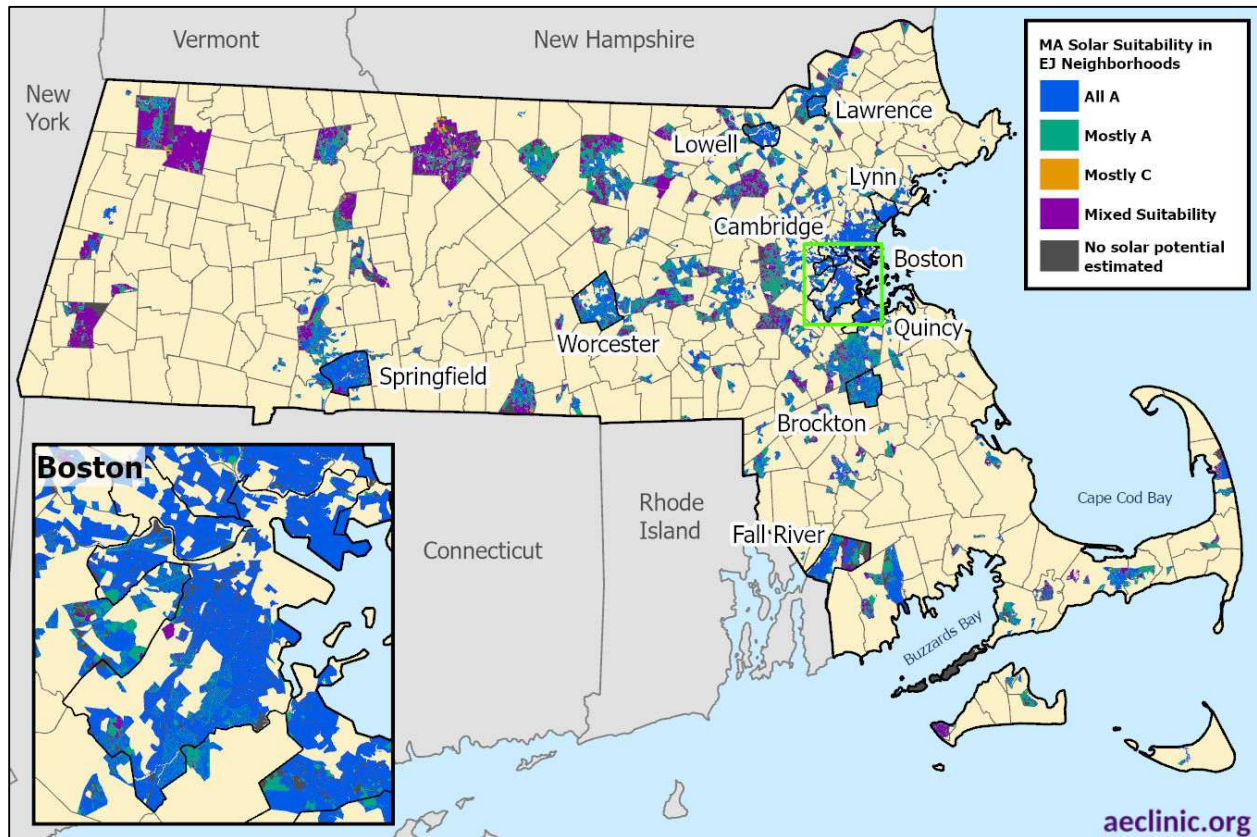 Vermont
New Hampshire
New
York
MA Solar Suitability in
EJ Neighborhoods
All A
Mostly A
Mostly C
Mixed Suitability
No solar potential
estimated
Lawrence
Lowell
Lynn
Cambridge
Boston
Quincy
Worcester
Springfield
Brockton
Boston
Cape Cod Bay
Rhode
Island
Connecticut
Fall River
Buzzards Bay
aeclinic.org